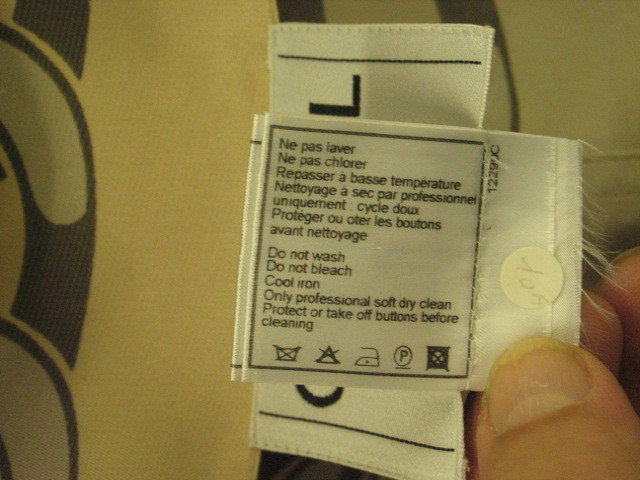 L
Ne pas laver
Ne pas chlorer
Repasser à basse température
Nettoyage à sec par professionnel
uniquement : cycle doux
Protéger ou oter les boutons
avant nettoyage
Do not wash
Do not bleach
Cool iron
Only professional soft dry clean
Protect or take off buttons before
cleaning
P
C